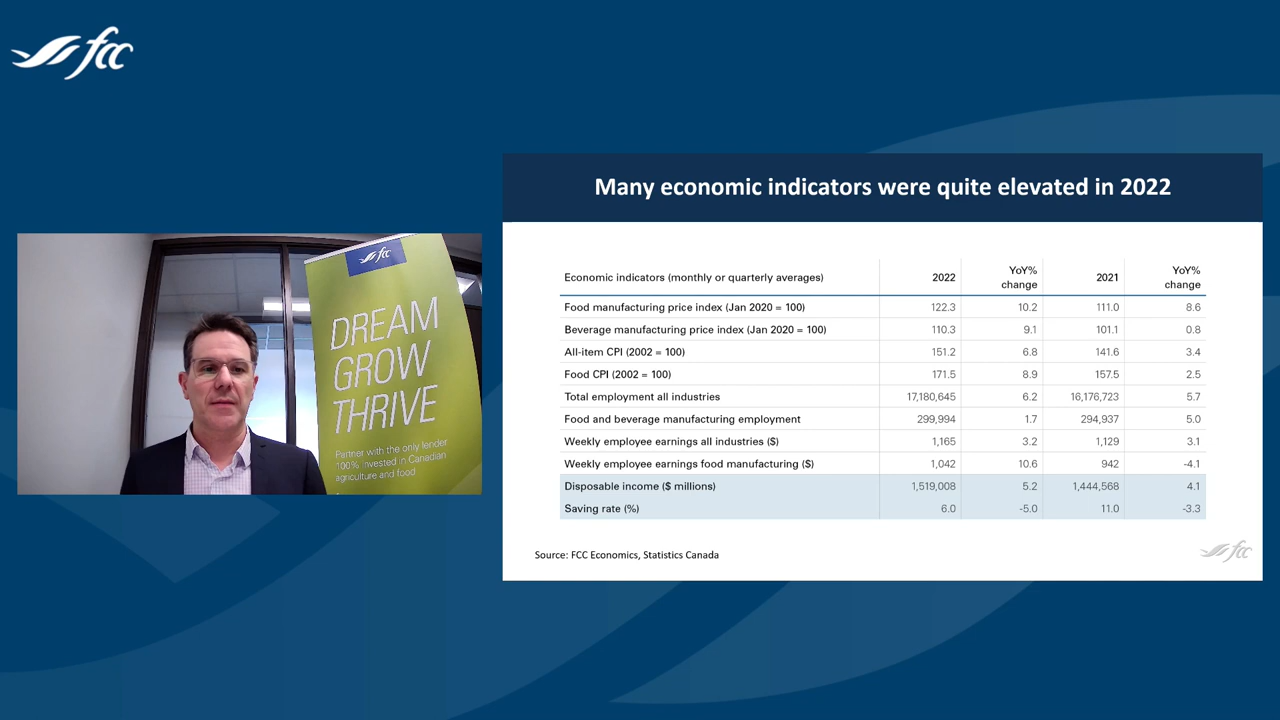 fcc
Many economic indicators were quite elevated in 2022
fcc
DREAM
GROW
THRIVE
Partner with the only lender
100% invested in Canadian
agriculture and food
Economic indicators (monthly or quarterly averages) 2022 YoY% change 2021 YoY% change
Food manufacturing price index (Jan 2020 = 100) 122.3 10.2 111.0 8.6
Beverage manufacturing price index (Jan 2020 = 100) 110.3 9.1 101.1 0.8
All-item CPI (2002 = 100) 151.2 6.8 141.6 3.4
Food CPI (2002 = 100) 171.5 8.9 157.5 2.5
Total employment all industries 17,180,645 6.2 16,176,723 5.7
Food and beverage manufacturing employment 299,994 1.7 294,937 5.0
Weekly employee earnings all industries ($) 1,165 3.2 1,129 3.1
Weekly employee earnings food manufacturing ($) 1,042 10.6 942 -4.1
Disposable income ($ millions) 1,519,008 5.2 1,444,568 4.1
Saving rate (%) 6.0 -5.0 11.0 -3.3
Source: FCC Economics, Statistics Canada
fcc